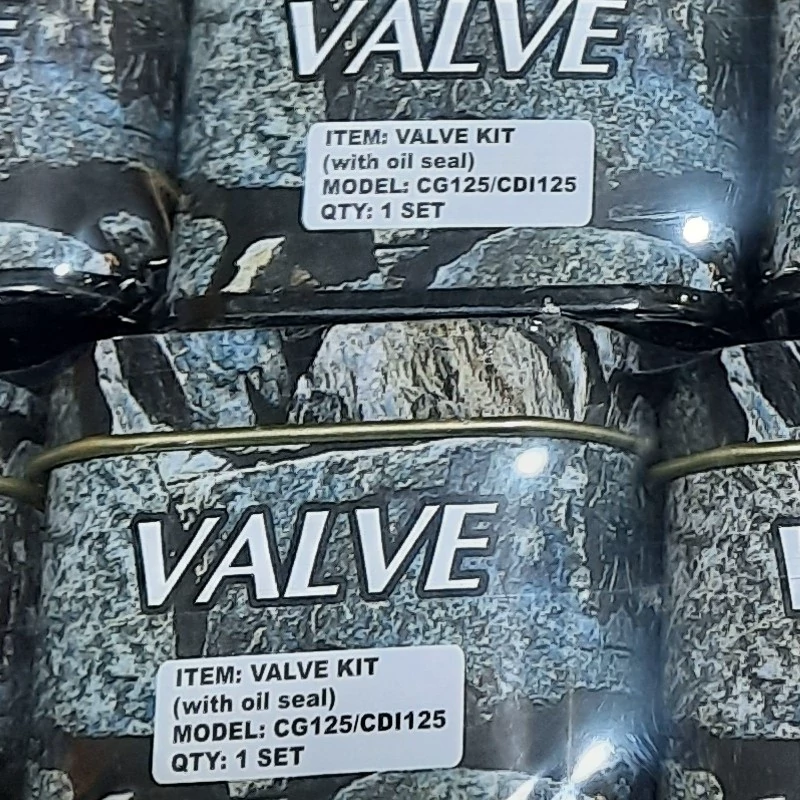 VALVE
ITEM: VALVE KIT
(with oil seal)
MODEL: CG125/CDI125
QTY: 1 SET
VALVE
ITEM: VALVE KIT
(with oil seal)
MODEL: CG125/CDI125
QTY: 1 SET